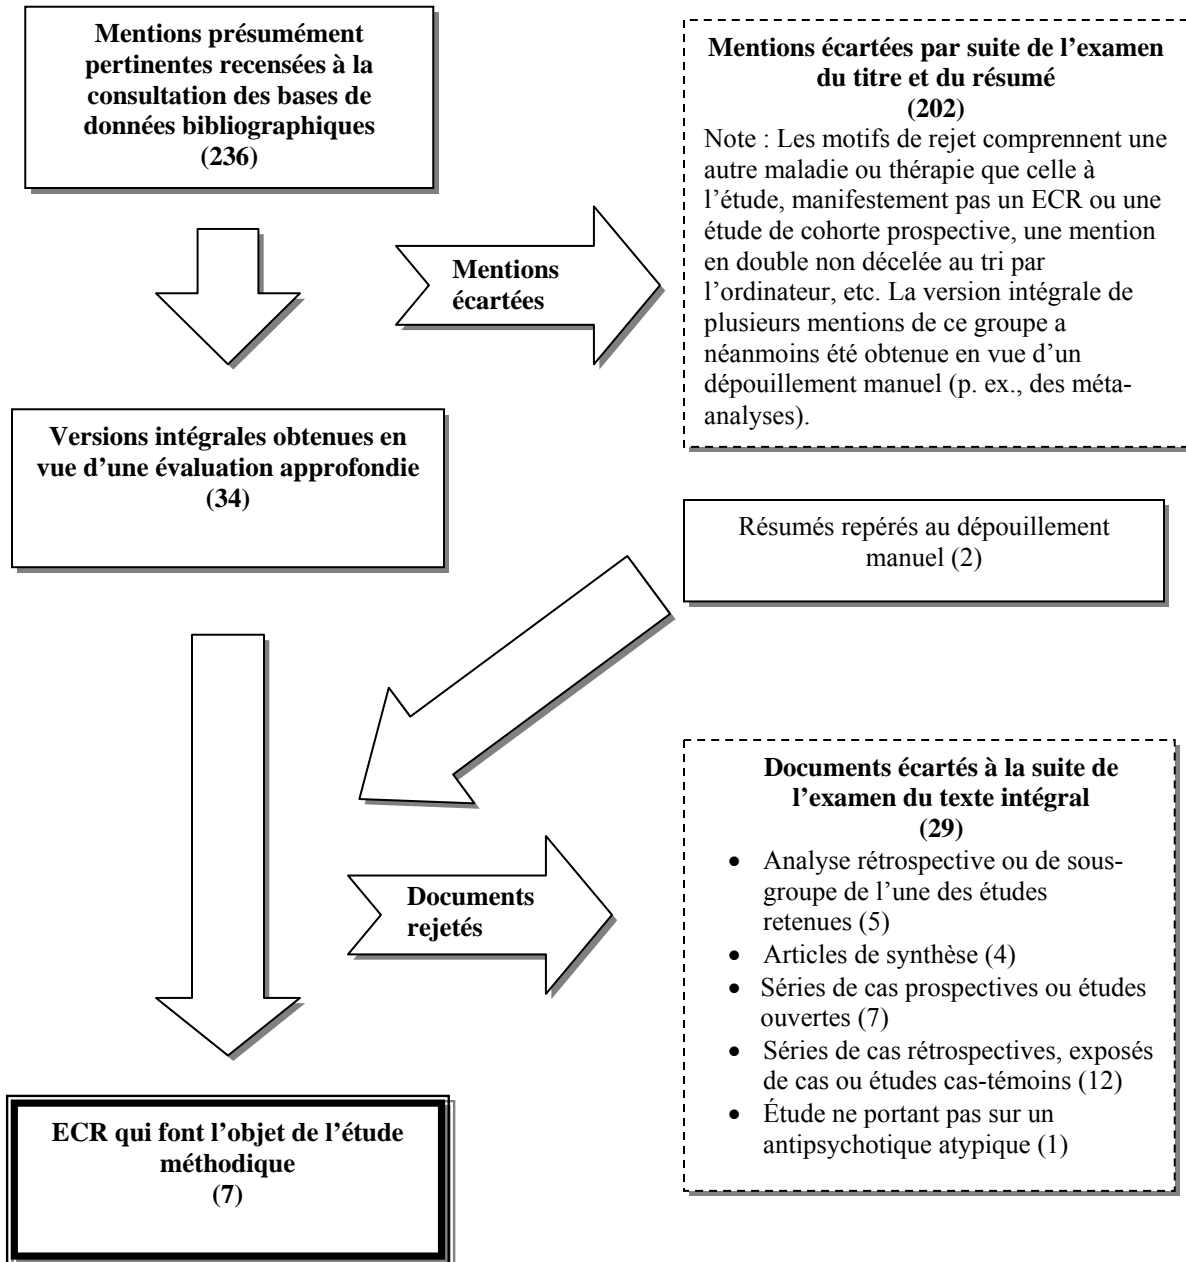 Mentions présumément
pertinentes recensées à la
consultation des bases de
données bibliographiques
(236)
Mentions écartées par suite de l’examen
du titre et du résumé
(202)
Note : Les motifs de rejet comprennent une
autre maladie ou thérapie que celle à
l’étude, manifestement pas un ECR ou une
étude de cohorte prospective, une mention
en double non décelée au tri par
l’ordinateur, etc. La version intégrale de
plusieurs mentions de ce groupe a
néanmoins été obtenue en vue d’un
dépouillement manuel (p. ex., des méta-
analyses).
Mentions
écartées
Versions intégrales obtenues en
vue d’une évaluation approfondie
(34)
Résumés repérés au dépouillement
manuel (2)
Documents écartés à la suite de
l’examen du texte intégral
(29)
• Analyse rétrospective ou de sous-
groupe de l’une des études
retenues (5)
• Articles de synthèse (4)
• Séries de cas prospectives ou études
ouvertes (7)
• Séries de cas rétrospectives, exposés
de cas ou études cas-témoins (12)
• Étude ne portant pas sur un
antipsychotique atypique (1)
Documents
rejetés
ECR qui font l’objet de l’étude
méthodique
(7)